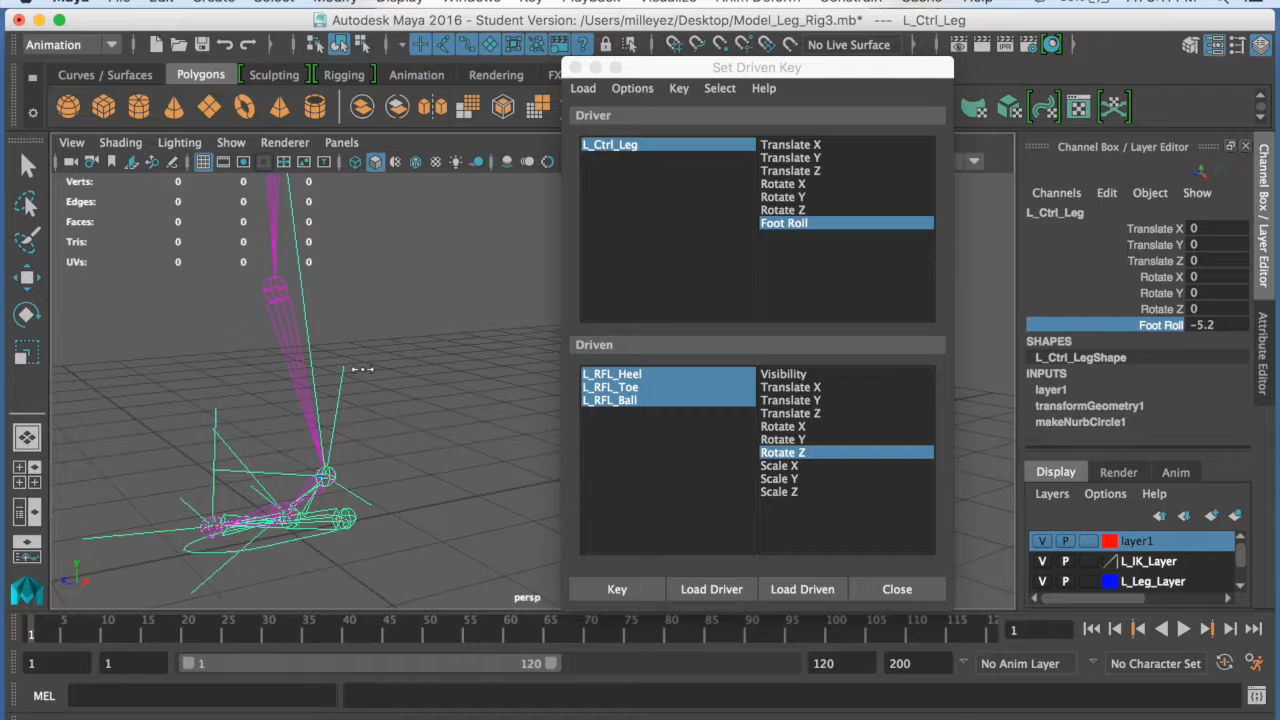 Autodesk Maya 2016 - Student Version: /Users/milleyez/Desktop/Model_Leg_Rig3.mb* --- L_Ctrl_Leg
Animation
No Live Surface
Curves / Surfaces
Polygons
Sculpting
Rigging
Animation
Rendering
Set Driven Key
Load
Options
Key
Select
Help
Driver
L_Ctrl_Leg
Translate X
Translate Y
Translate Z
Rotate X
Rotate Y
Rotate Z
Foot Roll
Driven
L_RFL_Heel
L_RFL_Toe
L_RFL_Ball
Visibility
Translate X
Translate Y
Translate Z
Rotate X
Rotate Y
Rotate Z
Scale X
Scale Y
Scale Z
Key
Load Driver
Load Driven
Close
View
Shading
Lighting
Show
Renderer
Panels
Verts: 0 0 0
Edges: 0 0 0
Faces: 0 0 0
Tris: 0 0 0
UVs: 0 0 0
persp
Channel Box / Layer Editor
Channels
Edit
Object
Show
L_Ctrl_Leg
Translate X 0
Translate Y 0
Translate Z 0
Rotate X 0
Rotate Y 0
Rotate Z 0
Foot Roll -5.2
SHAPES
L_Ctrl_LegShape
INPUTS
layer1
transformGeometry1
makeNurbCircle1
Display
Render
Anim
Layers
Options
Help
V P layer1
V P L_IK_Layer
V P L_Leg_Layer
Channel Box / Layer Editor
Attribute Editor
1 5 10 15 20 25 30 35 40 45 50 55 60 65 70 75 80 85 90 95 100 105 110 115 12
1
1
1
1
120
120
200
No Anim Layer
No Character Set
MEL